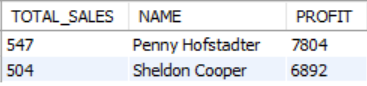 TOTAL_SALES NAME PROFIT
547 Penny Hofstadter 7804
504 Sheldon Cooper 6892